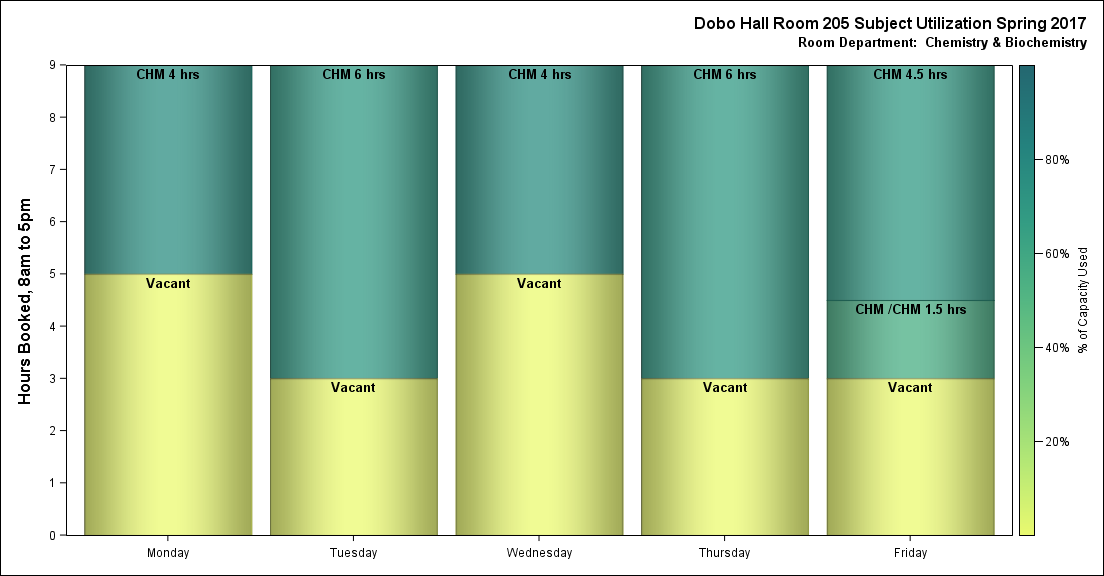 Dobo Hall Room 205 Subject Utilization Spring 2017
Room Department: Chemistry & Biochemistry
Hours Booked, 8am to 5pm
9
8
7
6
5
4
3
2
1
0
CHM 4 hrs
Vacant
CHM 6 hrs
Vacant
CHM 4 hrs
Vacant
CHM 6 hrs
Vacant
CHM 4.5 hrs
CHM /CHM 1.5 hrs
Vacant
Monday
Tuesday
Wednesday
Thursday
Friday
80%
60%
40%
20%
% of Capacity Used